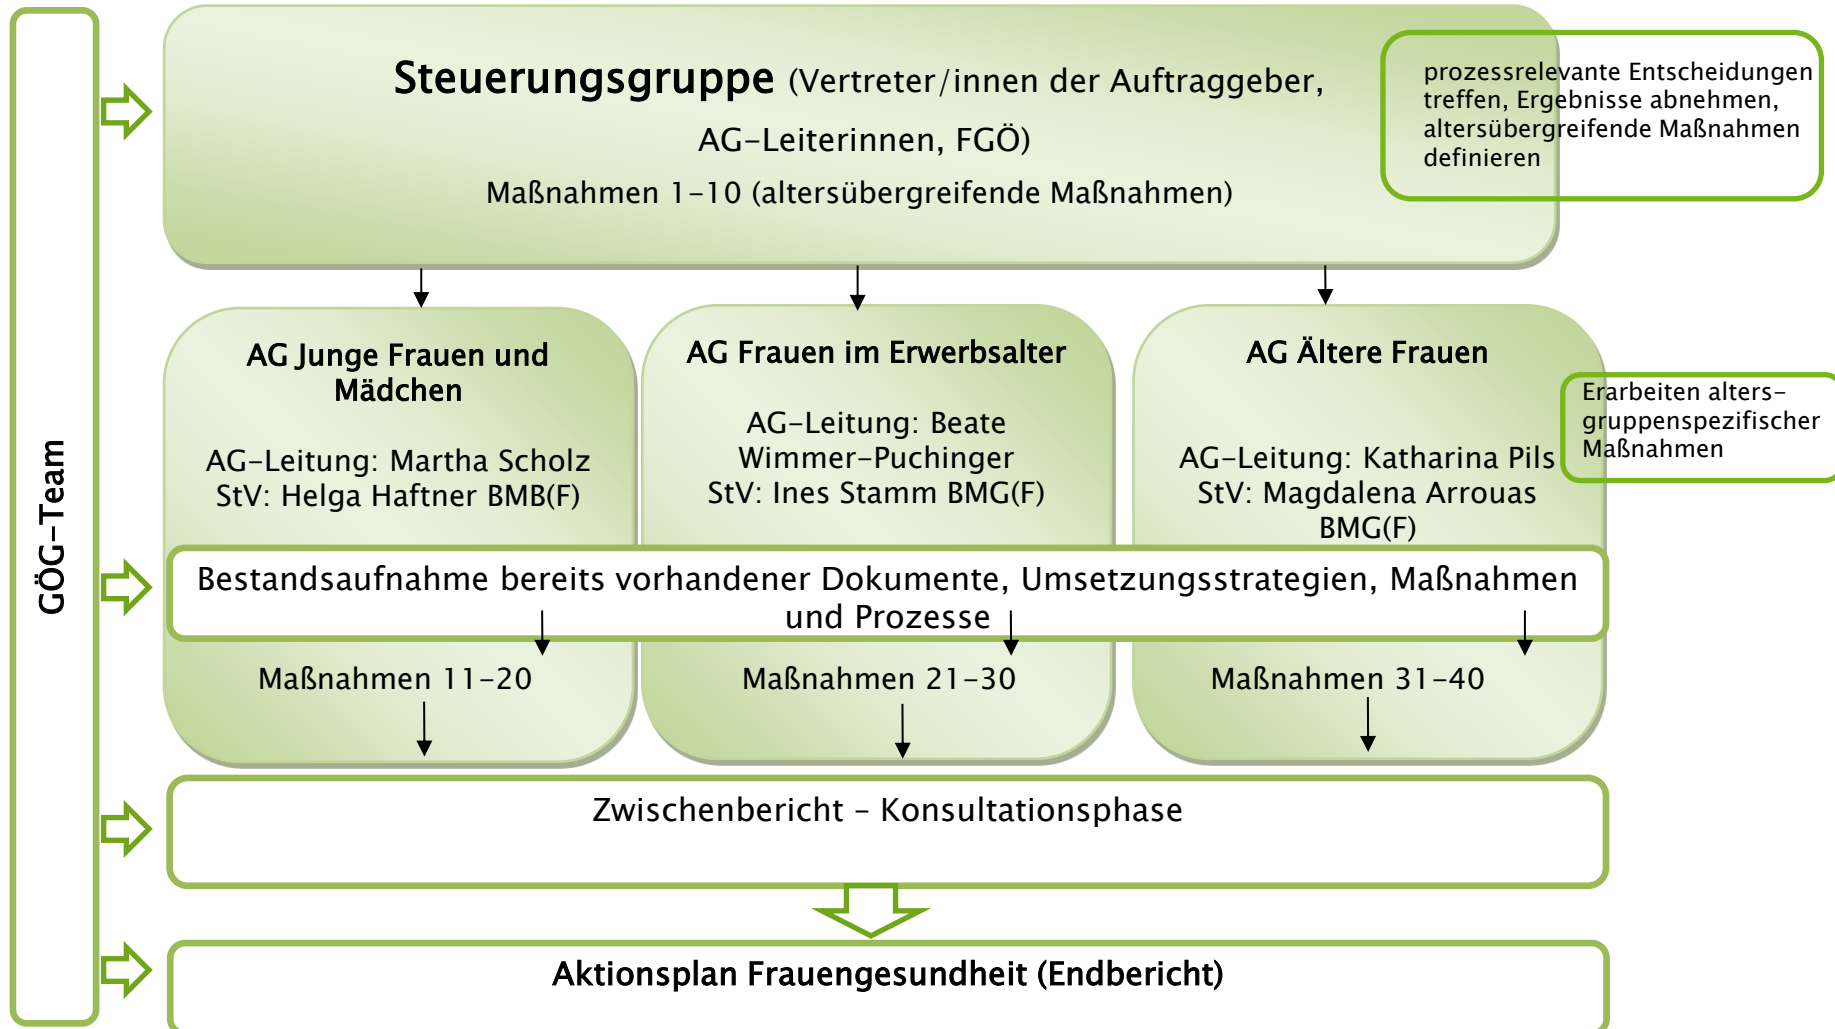 GÖG-Team
Steuerungsgruppe (Vertreter/innen der Auftraggeber,
AG-Leiterinnen, FGÖ)
Maßnahmen 1-10 (altersübergreifende Maßnahmen)
prozessrelevante Entscheidungen
treffen, Ergebnisse abnehmen,
altersübergreifende Maßnahmen
definieren
AG Junge Frauen und
Mädchen
AG-Leitung: Martha Scholz
StV: Helga Haftner BMB(F)
AG Frauen im Erwerbsalter
AG-Leitung: Beate
Wimmer-Puchinger
StV: Ines Stamm BMG(F)
AG Ältere Frauen
AG-Leitung: Katharina Pils
StV: Magdalena Arrouas
BMG(F)
Erarbeiten alters-
gruppenspezifischer
Maßnahmen
Bestandsaufnahme bereits vorhandener Dokumente, Umsetzungsstrategien, Maßnahmen
und Prozesse
Maßnahmen 11-20
Maßnahmen 21-30
Maßnahmen 31-40
Zwischenbericht – Konsultationsphase
Aktionsplan Frauengesundheit (Endbericht)